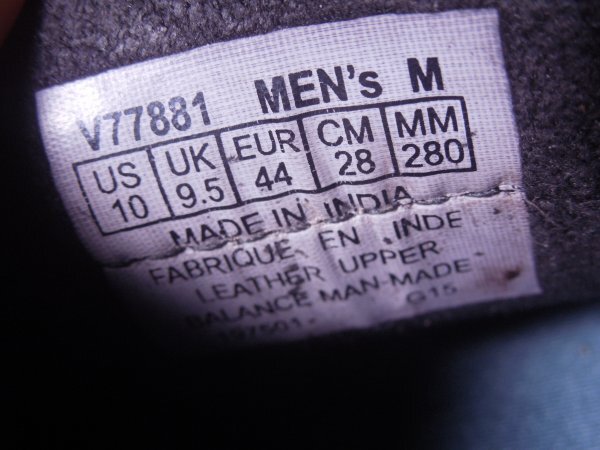 V77881 MEN's M
US UK EUR CM MM
10 9.5 44 28 280
MADE IN INDIA
FABRIQUE EN INDE
LEATHER UPPER
BALANCE MAN-MADE
G15